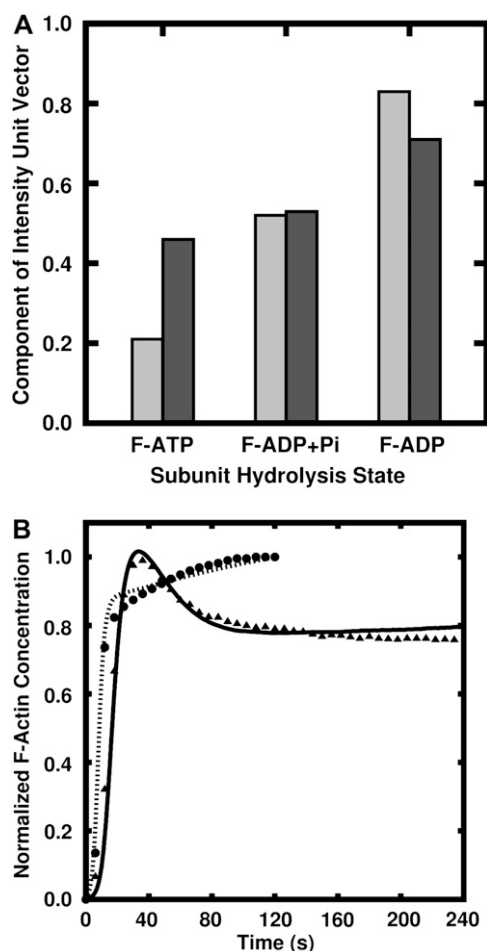 A
Component of Intensity Unit Vector
1.0
0.8
0.6
0.4
0.2
0.0
F-ATP F-ADP+Pi F-ADP
Subunit Hydrolysis State
B
Normalized F-Actin Concentration
1.0
0.8
0.6
0.4
0.2
0.0
0 40 80 120 160 200 240
Time (s)